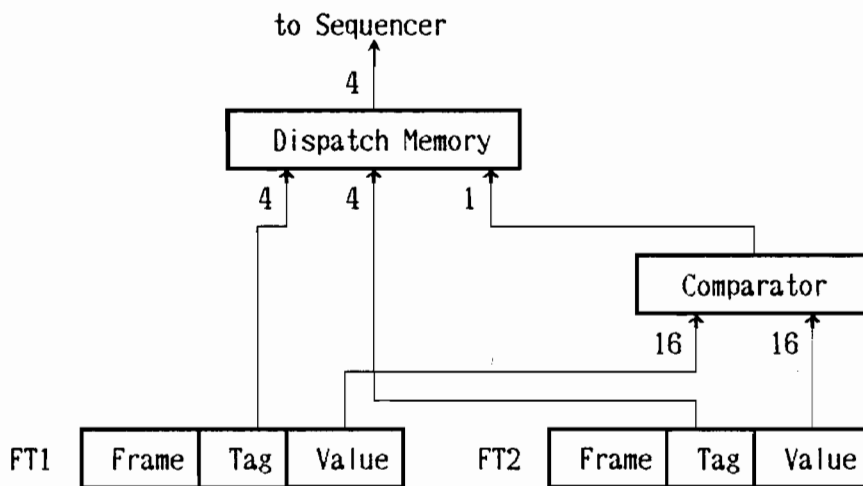 to Sequencer
4
Dispatch Memory
4 4 1
Comparator
16 16
FT1 Frame Tag Value FT2 Frame Tag Value